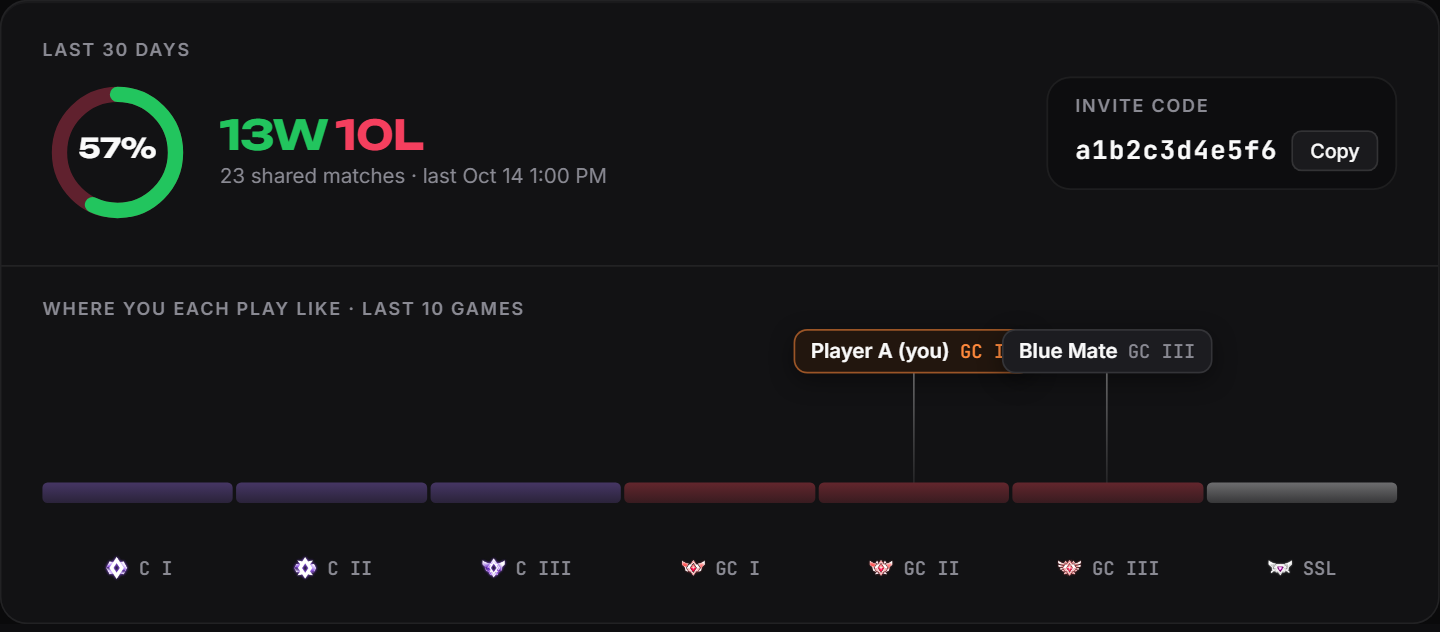 LAST 30 DAYS
57%
13W 10L
23 shared matches · last Oct 14 1:00 PM
INVITE CODE
a1b2c3d4e5f6 Copy
WHERE YOU EACH PLAY LIKE · LAST 10 GAMES
Player A (you) GC Blue Mate GC III
C I C II C III GC I GC II GC III SSL